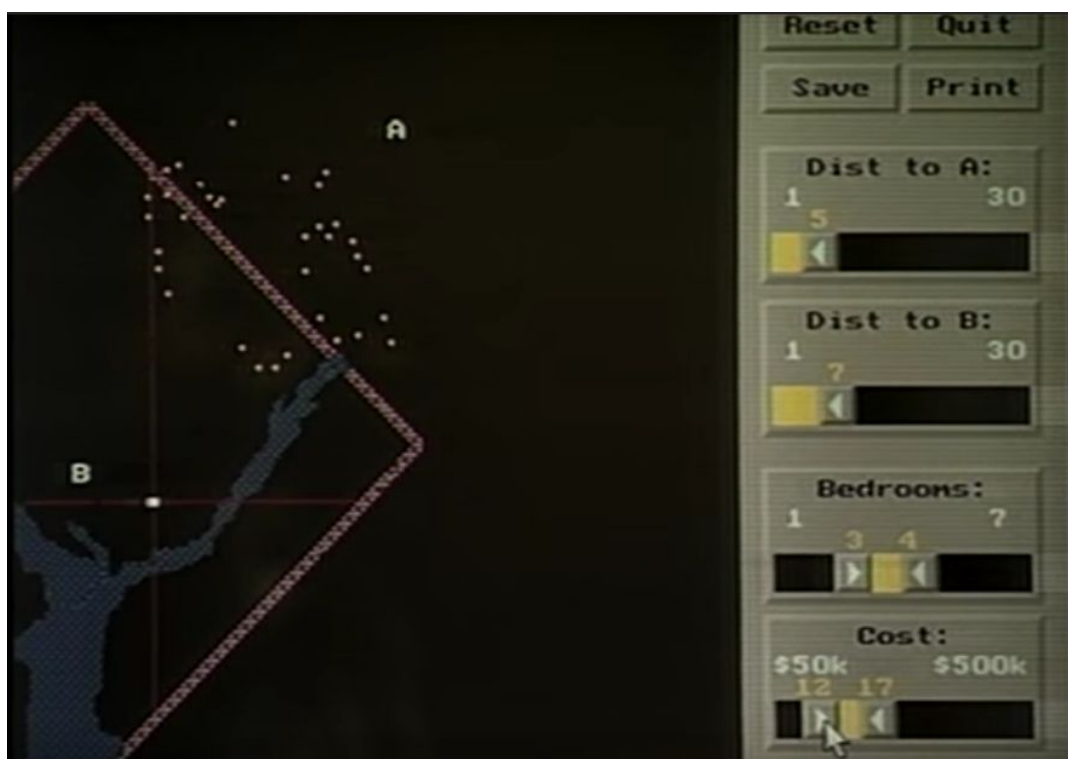 Reset Quit
Save Print
A
Dist to A:
1 30
5
Dist to B:
1 30
7
B
Bedrooms:
1 7
3 4
Cost:
$50k $500k
12 17